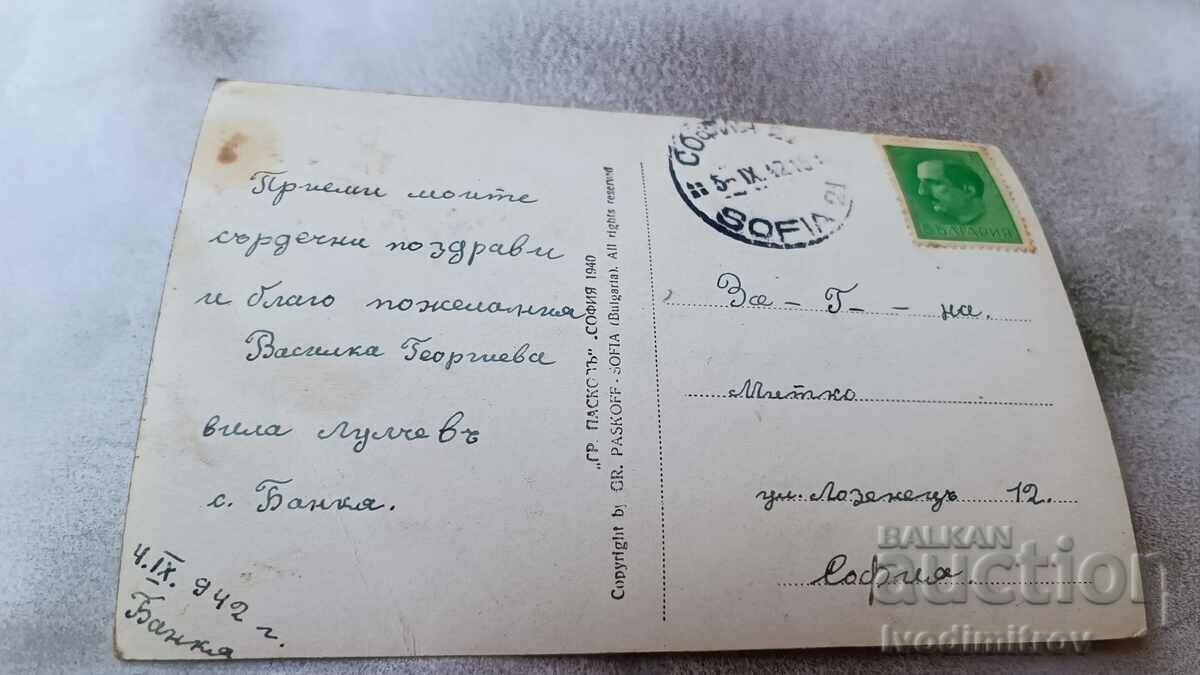 Приеми моите
сърдечни поздрави
и благо пожелания
Василка Георгиева
вила Лулчевъ
с. Банка.
4.IX.942 г.
Банкя
„ГР. ПАСКОВЪ" СОФИЯ 1940
Copyright by GR. PASKOFF - SOFIA (Bulgaria). All rights reserved
СОФИЯ
5-IX.42.
SOFIA 21
БЪЛГАРИЯ
За - Г - - на.
Митко
ул. Лозенецъ 12.
София.
BALKAN
auction
Ivodimitrov